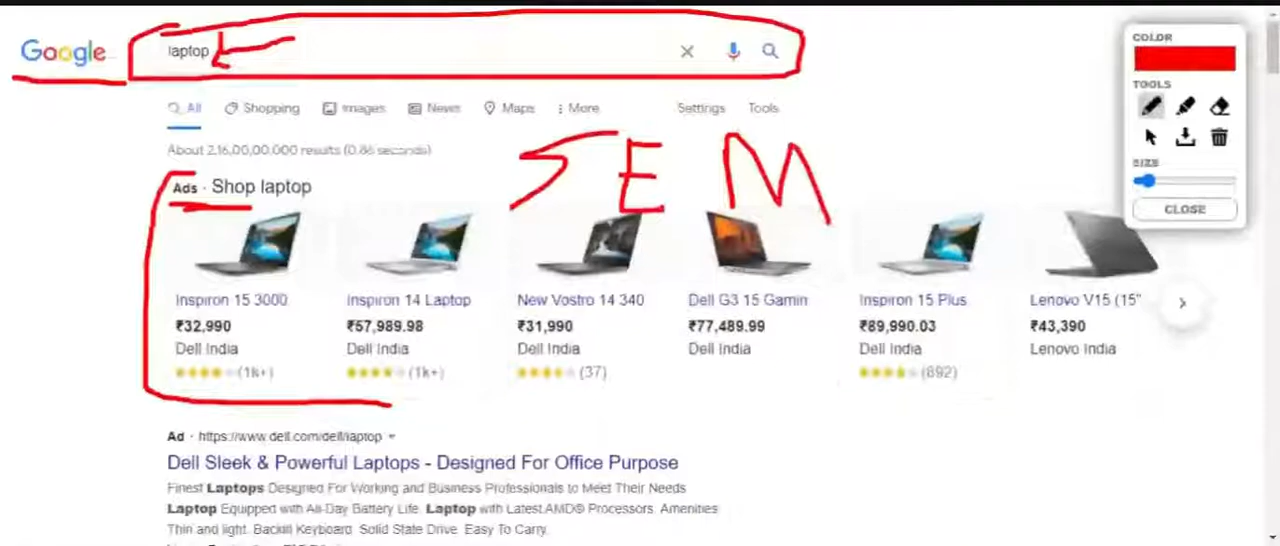 Google
laptop
All Shopping Images News Maps More Settings Tools
About 2,16,00,00,000 results (0.86 seconds)
SEM
Ads · Shop laptop
Inspiron 15 3000 Inspiron 14 Laptop New Vostro 14 340 Dell G3 15 Gamin Inspiron 15 Plus Lenovo V15 (15"
₹32,990 ₹57,989.98 ₹31,990 ₹77,489.99 ₹89,990.03 ₹43,390
Dell India Dell India Dell India Dell India Dell India Lenovo India
(1k+) (1k+) (37) (892)
Ad · https://www.dell.com/dell/laptop
Dell Sleek & Powerful Laptops - Designed For Office Purpose
Finest Laptops Designed For Working and Business Professionals to Meet Their Needs
Laptop Equipped with All-Day Battery Life. Laptop with Latest AMD® Processors. Amenities
Thin and light, Backlit Keyboard, Solid State Drive, Easy To Carry.
COLOR
TOOLS
SIZE
CLOSE